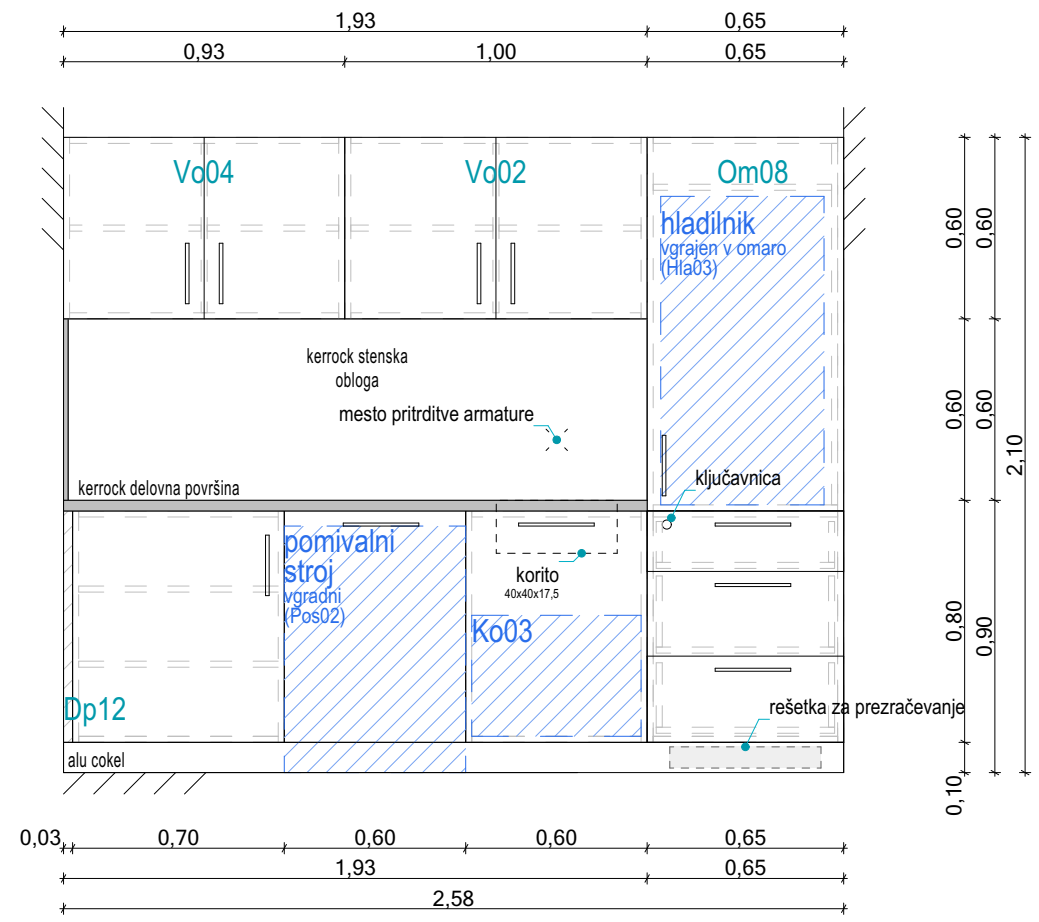 1,93
0,65
0,93
1,00
0,65
Vo04
Vo02
Om08
hladilnik
vgrajen v omaro
(Hla03)
0,60
0,60
kerrock stenska
obloga
mesto pritrditve armature
0,60
0,60
2,10
ključavnica
kerrock delovna površina
pomivalni
stroj
vgradni
(Pos02)
korito
40x40x17,5
Ko03
0,80
0,90
Dp12
rešetka za prezračevanje
alu cokel
0,10
0,03
0,70
0,60
0,60
0,65
1,93
0,65
2,58